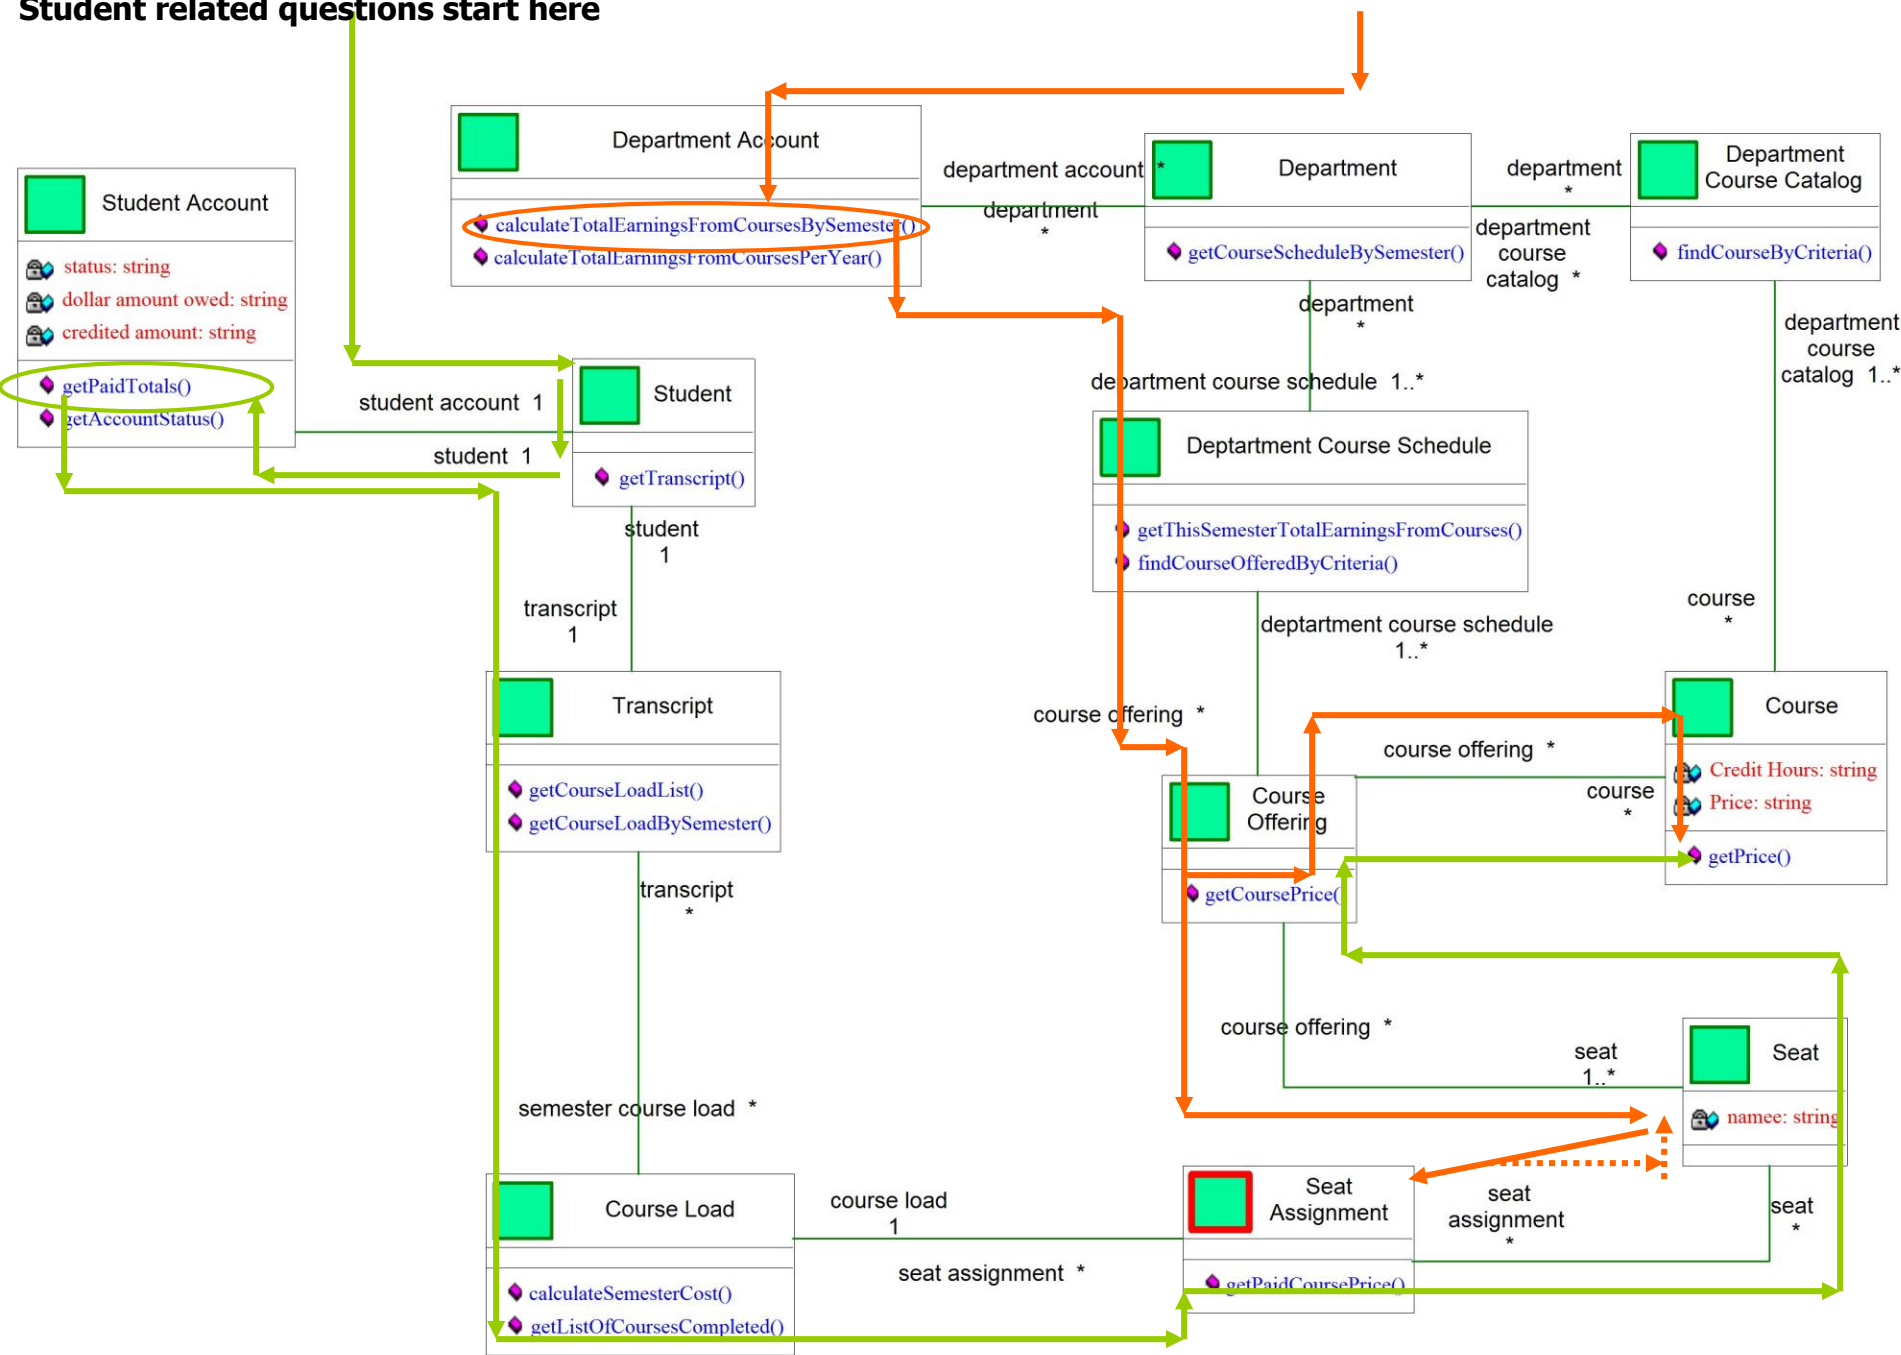 Student related questions start here
Department Account
calculateTotalEarningsFromCoursesBySemester()
calculateTotalEarningsFromCoursesPerYear()
department account *
department
*
Department
getCourseScheduleBySemester()
department
*
department
course
catalog *
Department
Course Catalog
findCourseByCriteria()
Student Account
status: string
dollar amount owed: string
credited amount: string
getPaidTotals()
getAccountStatus()
student account 1
student 1
Student
getTranscript()
department
*
department course schedule 1..*
department
course
catalog 1..*
Deptartment Course Schedule
getThisSemesterTotalEarningsFromCourses()
findCourseOfferedByCriteria()
student
1
transcript
1
deptartment course schedule
1..*
course
*
Transcript
getCourseLoadList()
getCourseLoadBySemester()
course offering *
course offering *
course
*
Course
Credit Hours: string
Price: string
getPrice()
Course
Offering
getCoursePrice()
transcript
*
semester course load *
course offering *
seat
1..*
Seat
namee: string
Course Load
calculateSemesterCost()
getListOfCoursesCompleted()
course load
1
seat assignment *
Seat
Assignment
getPaidCoursePrice()
seat
assignment
*
seat
*